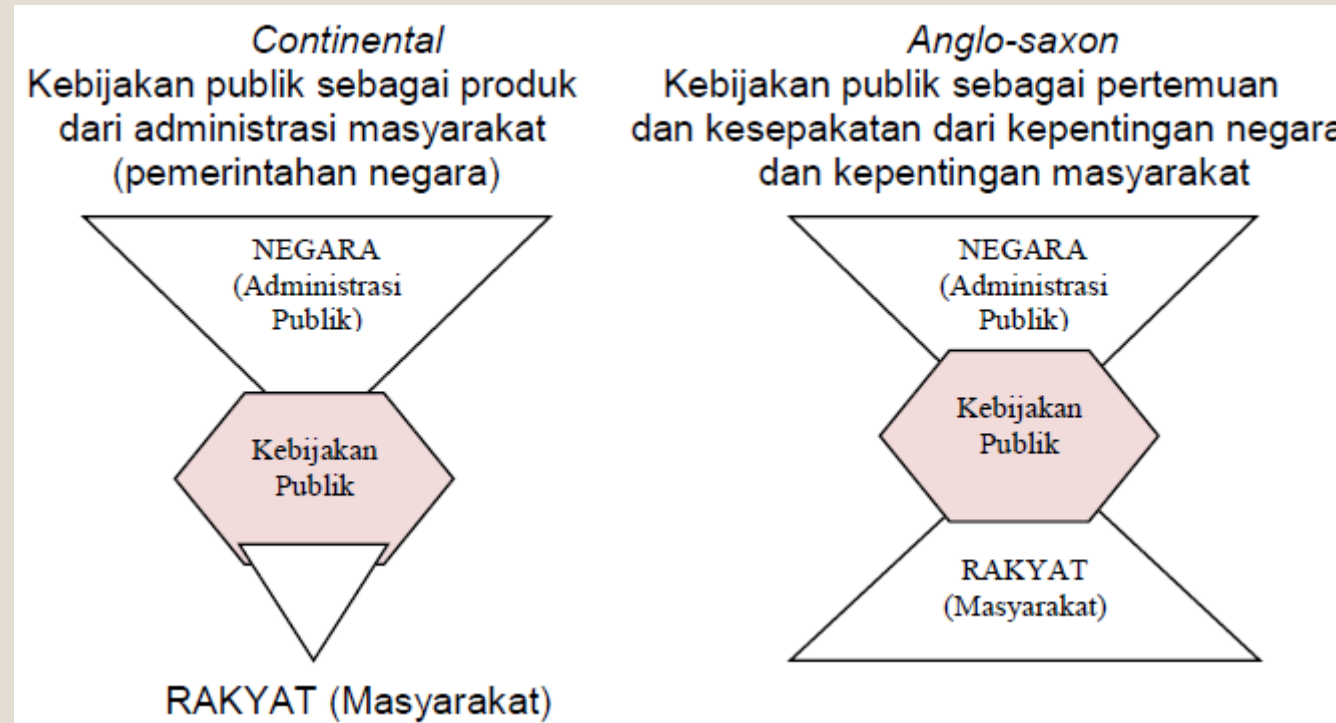 Continental
Kebijakan publik sebagai produk
dari administrasi masyarakat
(pemerintahan negara)
NEGARA
(Administrasi
Publik)
Kebijakan
Publik
RAKYAT (Masyarakat)
Anglo-saxon
Kebijakan publik sebagai pertemuan
dan kesepakatan dari kepentingan negara
dan kepentingan masyarakat
NEGARA
(Administrasi
Publik)
Kebijakan
Publik
RAKYAT
(Masyarakat)